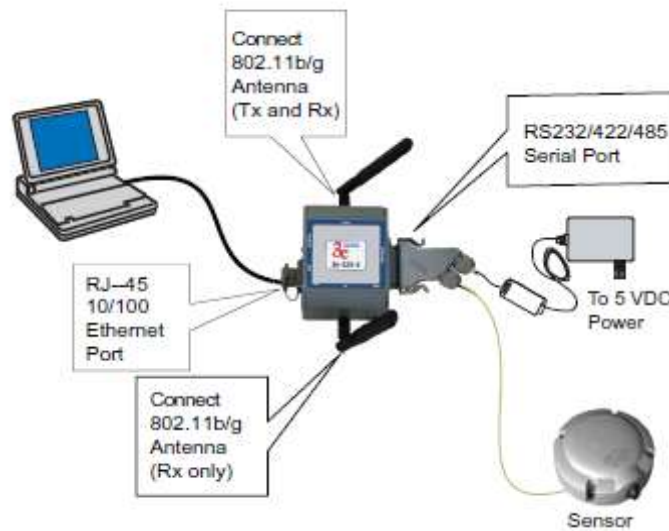 Connect
802.11b/g
Antenna
(Tx and Rx)
RS232/422/485
Serial Port
RJ--45
10/100
Ethernet
Port
To 5 VDC
Power
Connect
802.11b/g
Antenna
(Rx only)
Sensor